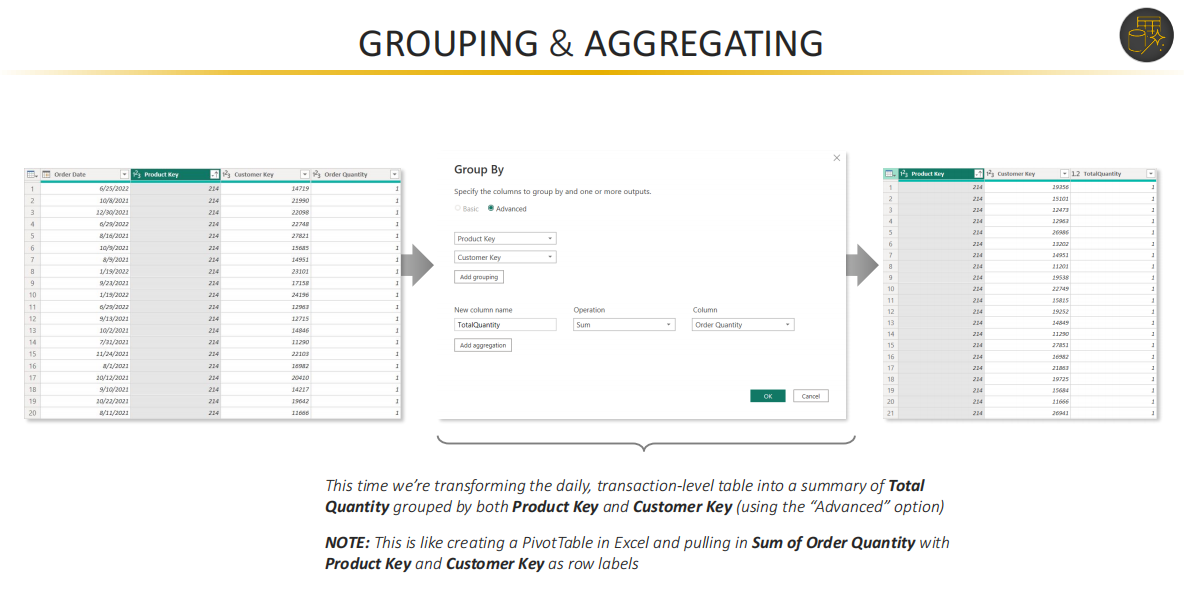 GROUPING & AGGREGATING
Order Date 1²3 Product Key 1²3 Customer Key 1²3 Order Quantity
1 6/25/2022 214 14719 1
2 10/8/2021 214 21990 1
3 12/30/2021 214 22098 1
4 6/29/2022 214 22748 1
5 8/16/2021 214 27821 1
6 10/9/2021 214 15685 1
7 8/9/2021 214 14951 1
8 1/19/2022 214 23101 1
9 9/23/2021 214 17158 1
10 1/19/2022 214 24196 1
11 6/29/2022 214 12963 1
12 9/13/2021 214 12715 1
13 10/2/2021 214 14846 1
14 7/31/2021 214 11290 1
15 11/24/2021 214 22103 1
16 8/1/2021 214 16982 1
17 10/12/2021 214 20410 1
18 9/10/2021 214 14217 1
19 10/22/2021 214 19642 1
20 8/11/2021 214 11666 1
Group By
Specify the columns to group by and one or more outputs.
Basic Advanced
Product Key
Customer Key
Add grouping
New column name Operation Column
TotalQuantity Sum Order Quantity
Add aggregation
OK Cancel
1²3 Product Key 1²3 Customer Key 1.2 TotalQuantity
1 214 19356 1
2 214 15101 1
3 214 12473 1
4 214 12963 1
5 214 26986 1
6 214 13202 1
7 214 14951 1
8 214 11201 1
9 214 19538 1
10 214 22749 1
11 214 15815 1
12 214 19252 1
13 214 14849 1
14 214 11290 1
15 214 27851 1
16 214 16982 1
17 214 21863 1
18 214 19725 1
19 214 15684 1
20 214 11666 1
21 214 26941 1
This time we're transforming the daily, transaction-level table into a summary of Total
Quantity grouped by both Product Key and Customer Key (using the "Advanced" option)
NOTE: This is like creating a PivotTable in Excel and pulling in Sum of Order Quantity with
Product Key and Customer Key as row labels